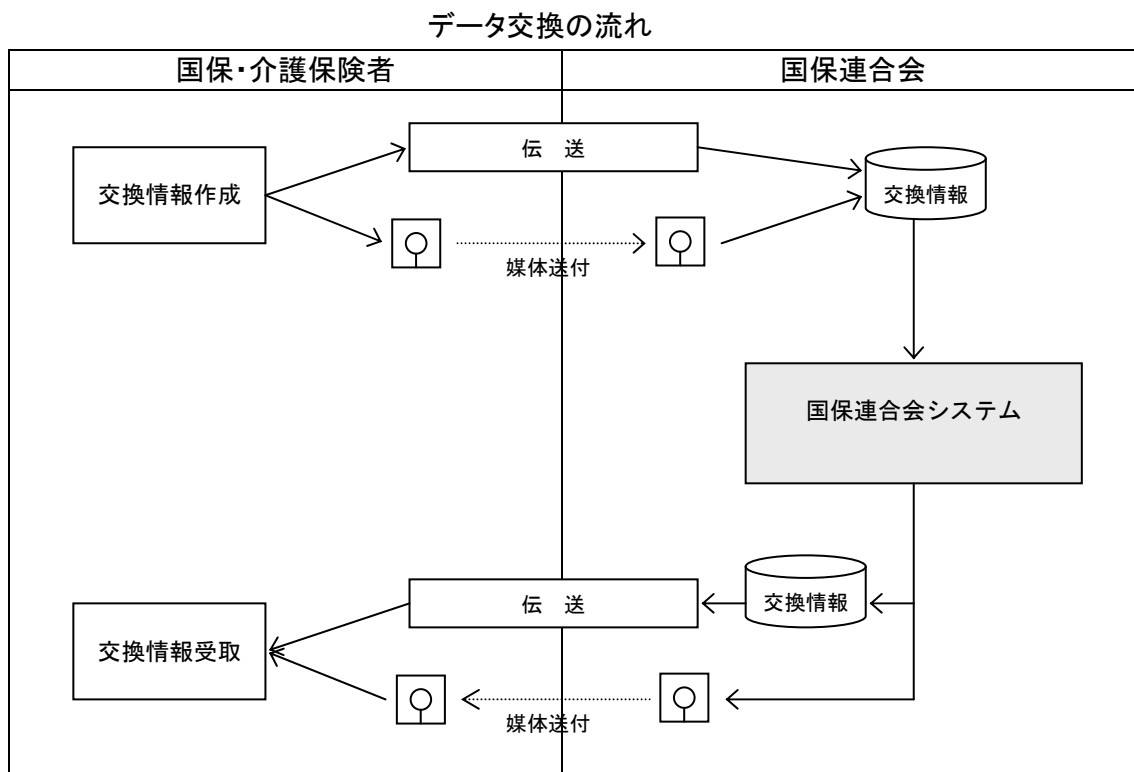 データ交換の流れ
国保・介護保険者
国保連合会
伝　送
交換情報作成
交換情報
媒体送付
国保連合会システム
伝　送
交換情報
交換情報受取
媒体送付